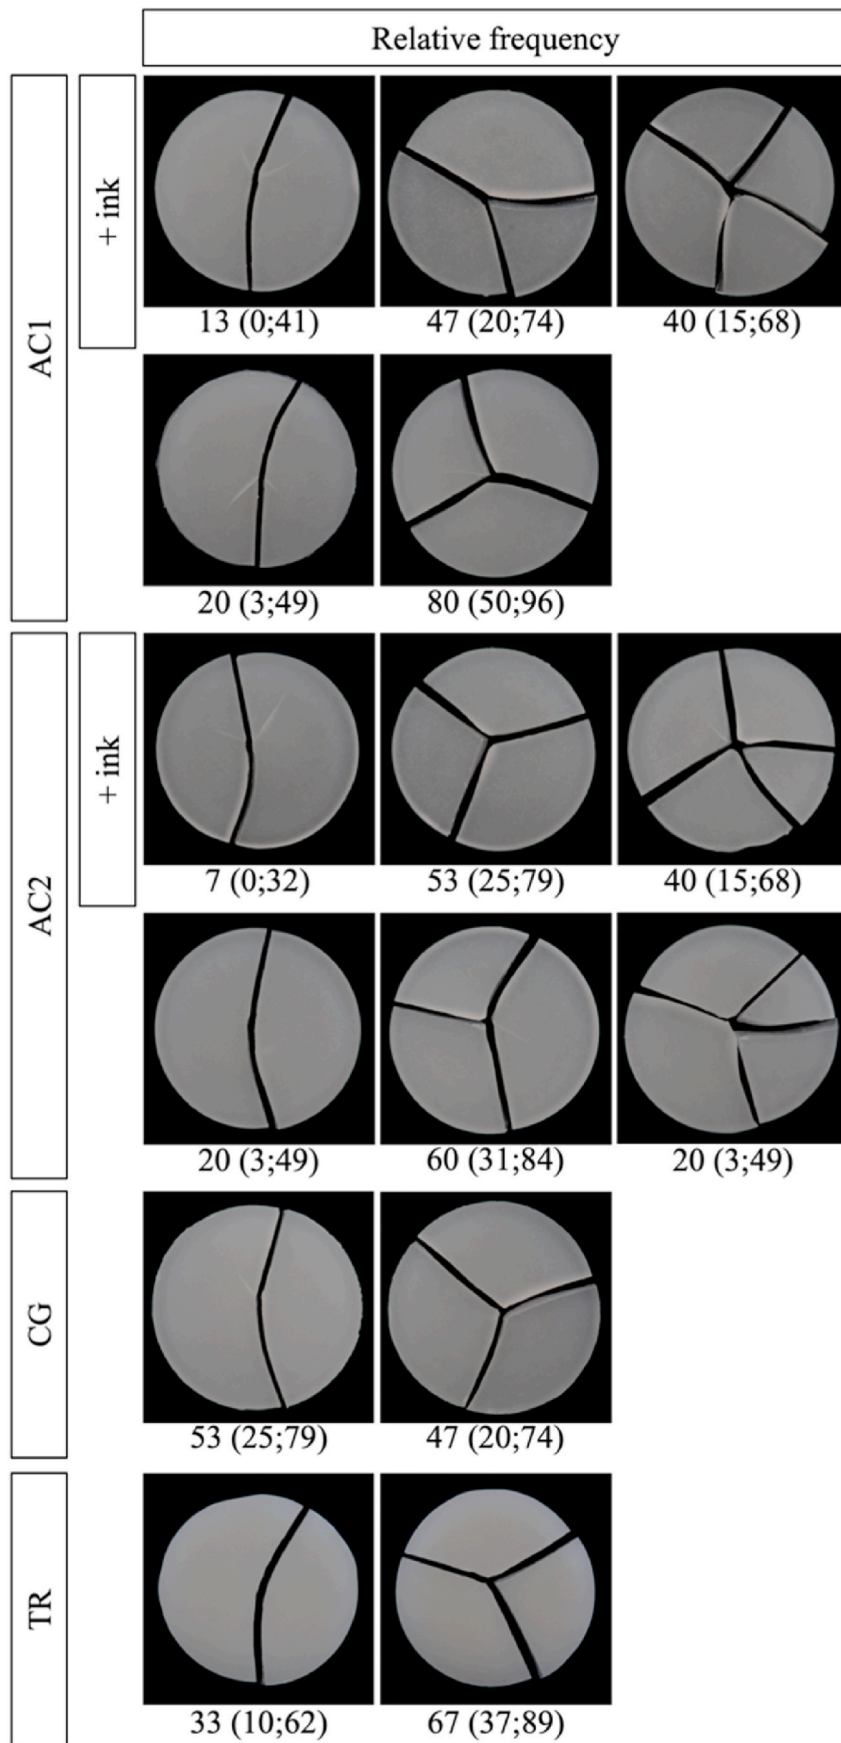 Relative frequency
AC1
+ ink
13 (0;41)
47 (20;74)
40 (15;68)
20 (3;49)
80 (50;96)
AC2
+ ink
7 (0;32)
53 (25;79)
40 (15;68)
20 (3;49)
60 (31;84)
20 (3;49)
CG
53 (25;79)
47 (20;74)
TR
33 (10;62)
67 (37;89)